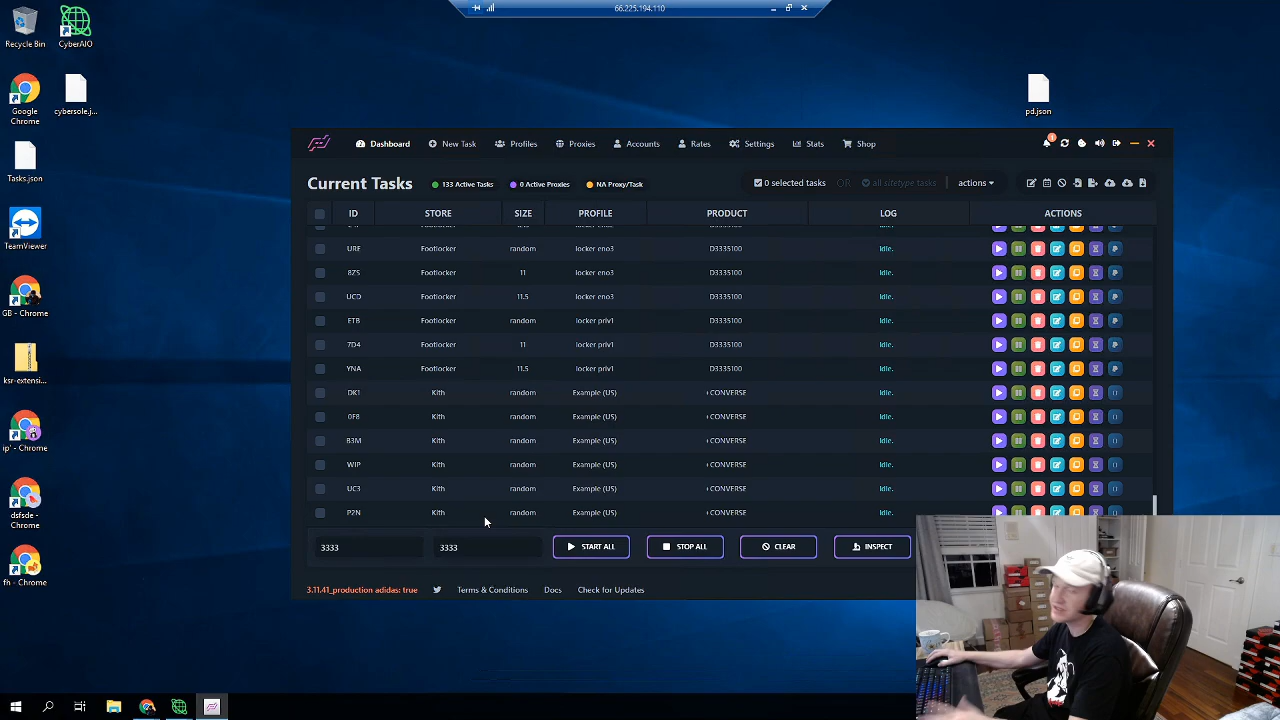 66.225.194.110
Recycle Bin
CyberAIO
Google Chrome
cybersole.j...
pd.json
Tasks.json
TeamViewer
GB - Chrome
ksr-extensi...
ip' - Chrome
dsfsde - Chrome
fh - Chrome
Dashboard New Task Profiles Proxies Accounts Rates Settings Stats Shop
Current Tasks 133 Active Tasks 0 Active Proxies NA Proxy/Task 0 selected tasks OR all sitetype tasks actions
ID STORE SIZE PROFILE PRODUCT LOG ACTIONS
URE Footlocker random locker eno3 D3335100 Idle.
8ZS Footlocker 11 locker eno3 D3335100 Idle.
UCD Footlocker 11.5 locker eno3 D3335100 Idle.
FTB Footlocker random locker priv1 D3335100 Idle.
7D4 Footlocker 11 locker priv1 D3335100 Idle.
YNA Footlocker 11.5 locker priv1 D3335100 Idle.
DKF Kith random Example (US) +CONVERSE Idle.
0F8 Kith random Example (US) +CONVERSE Idle.
B3M Kith random Example (US) +CONVERSE Idle.
WIP Kith random Example (US) +CONVERSE Idle.
UC3 Kith random Example (US) +CONVERSE Idle.
P2N Kith random Example (US) +CONVERSE Idle.
3333 3333 START ALL STOP ALL CLEAR INSPECT
3.11.41_production adidas: true Terms & Conditions Docs Check for Updates